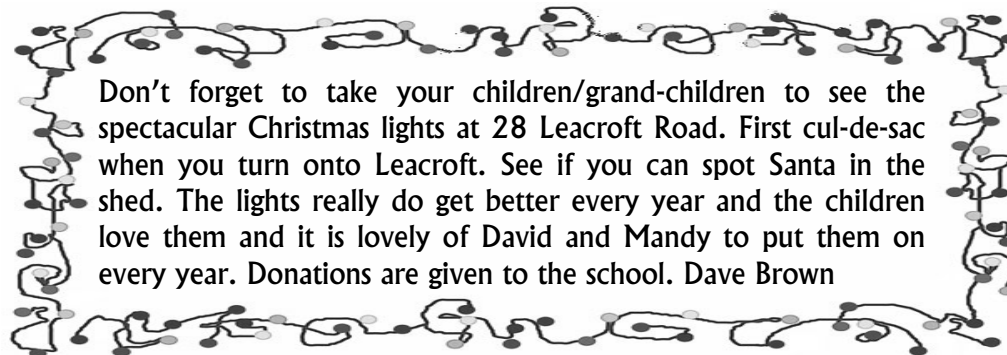 Don't forget to take your children/grand-children to see the
spectacular Christmas lights at 28 Leacroft Road. First cul-de-sac
when you turn onto Leacroft. See if you can spot Santa in the
shed. The lights really do get better every year and the children
love them and it is lovely of David and Mandy to put them on
every year. Donations are given to the school. Dave Brown